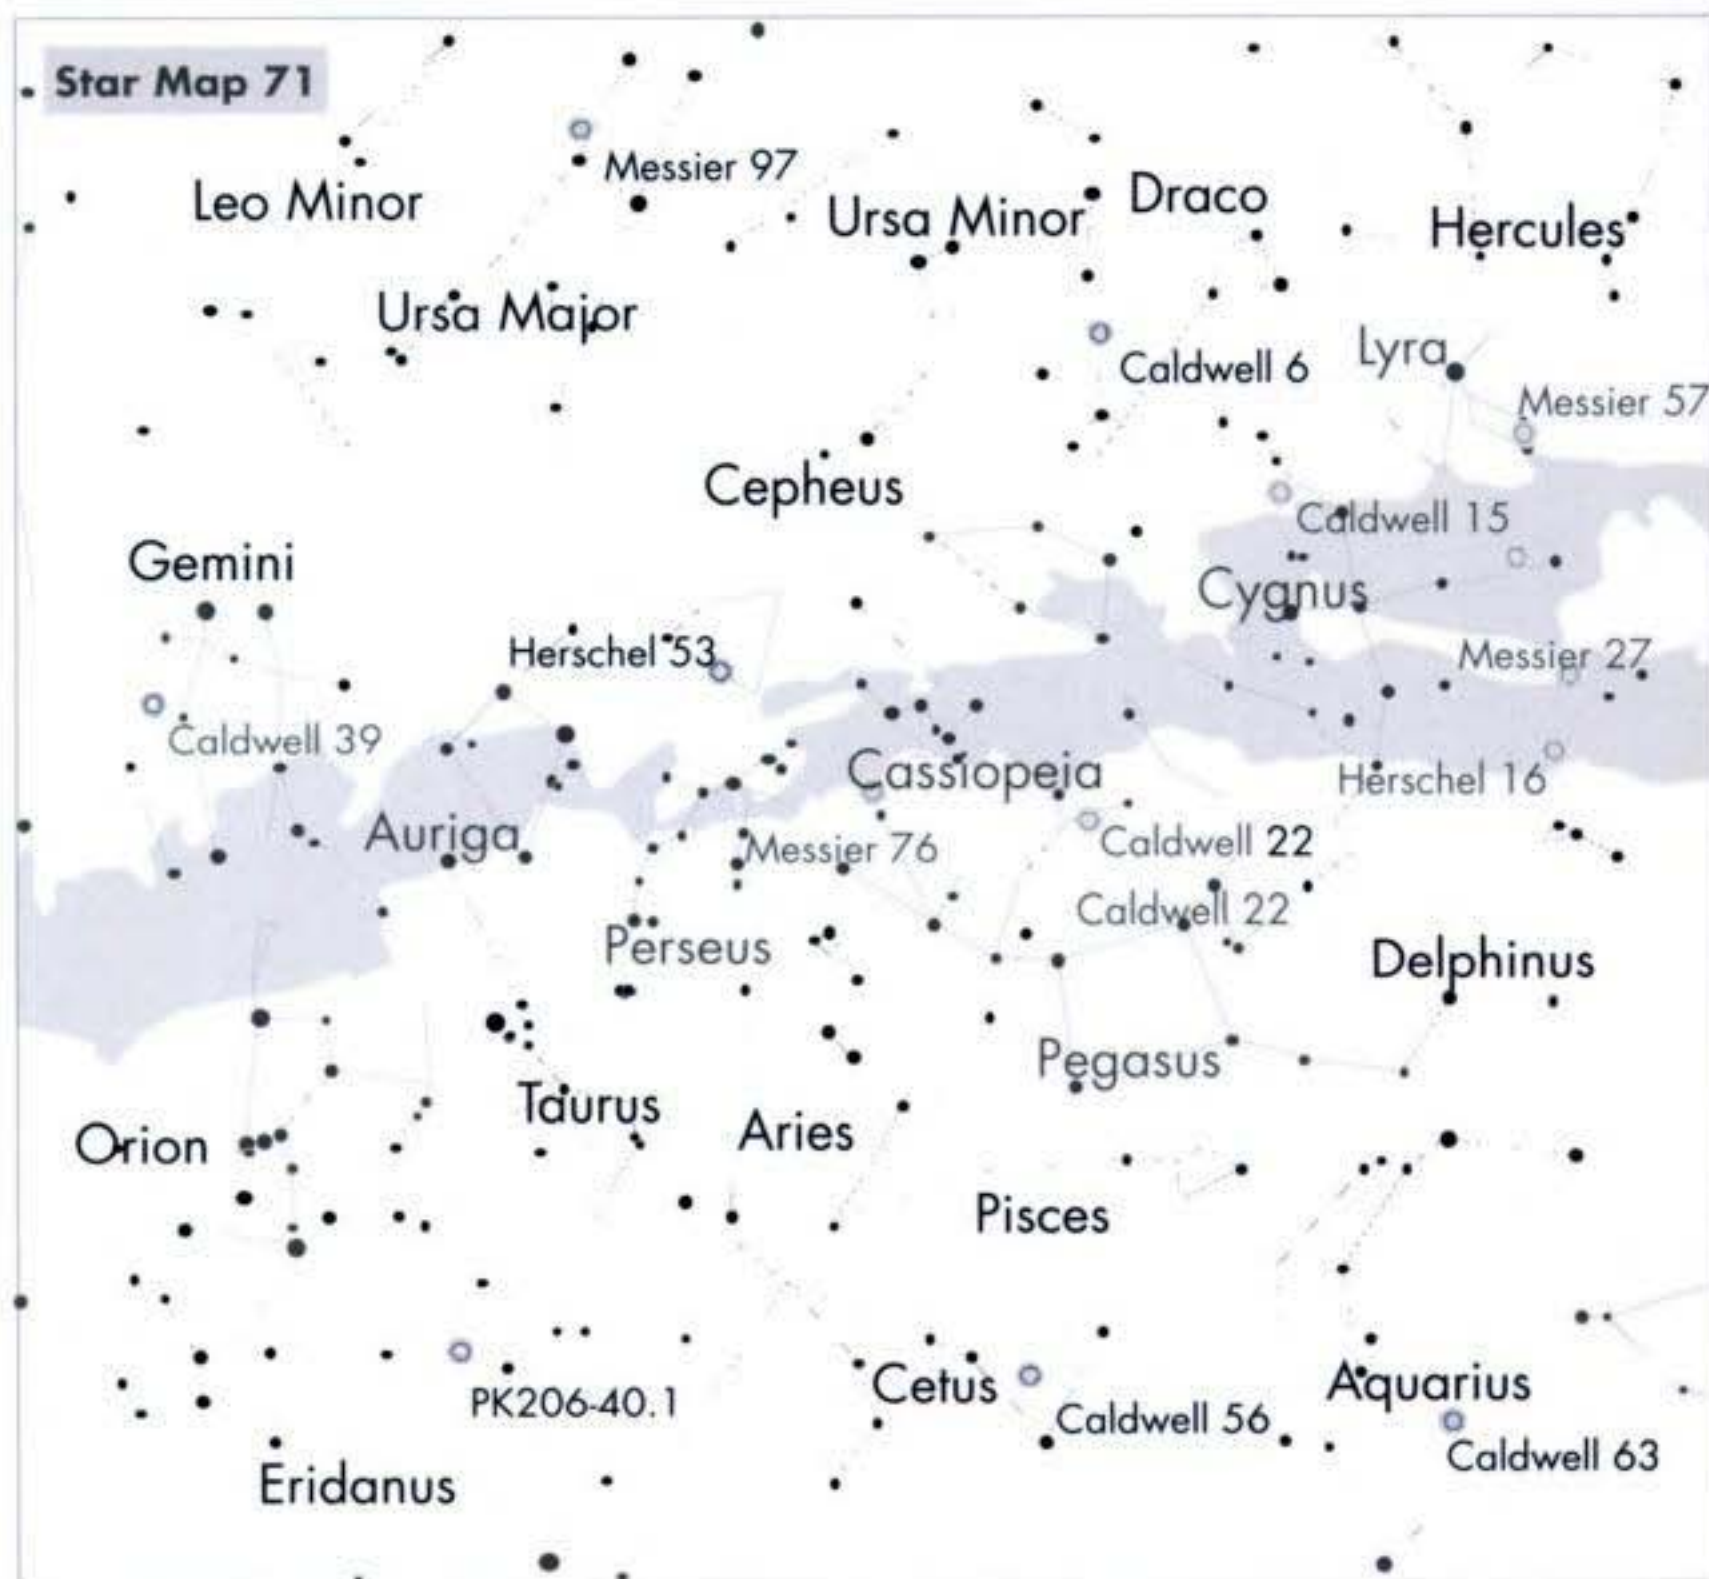 Star Map 71
Messier 97
Leo Minor
Ursa Minor
Draco
Hercules
Ursa Major
Lyra
Caldwell 6
Messier 57
Cepheus
Caldwell 15
Gemini
Cygnus
Herschel 53
Messier 27
Caldwell 39
Cassiopeia
Herschel 16
Auriga
Messier 76
Caldwell 22
Caldwell 22
Perseus
Delphinus
Pegasus
Taurus
Aries
Orion
Pisces
Cetus
Aquarius
PK206-40.1
Caldwell 56
Caldwell 63
Eridanus